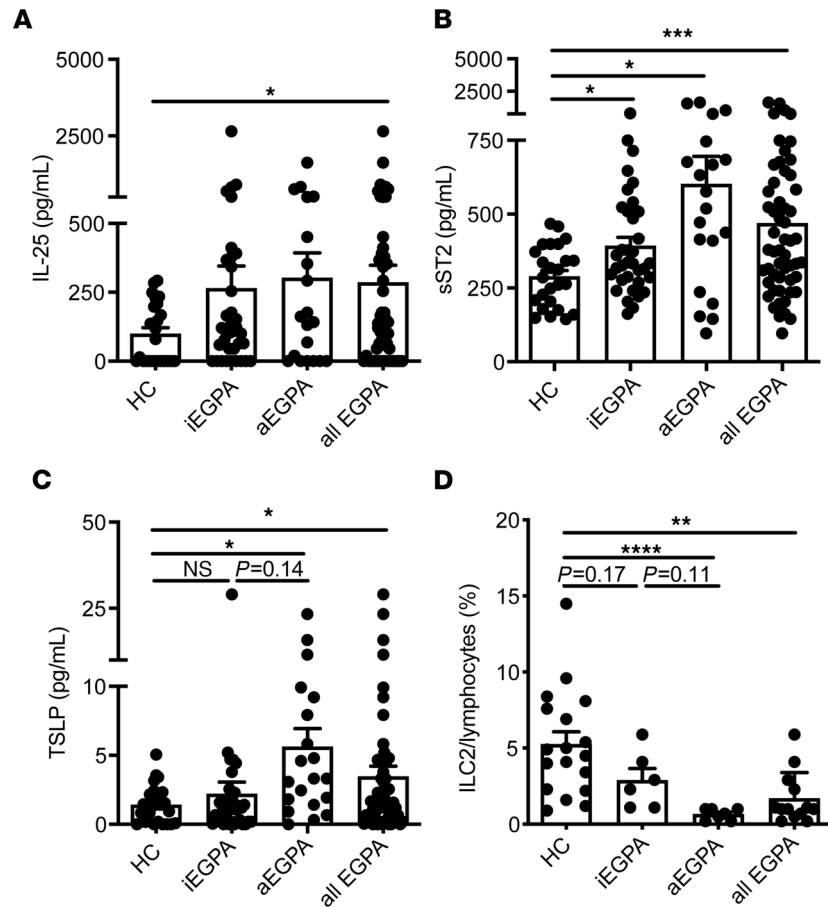 A
IL-25 (pg/mL)
5000
2500
500
250
0
*
HC
iEGPA
aEGPA
all EGPA
B
sST2 (pg/mL)
5000
2500
750
500
250
0
***
*
*
HC
iEGPA
aEGPA
all EGPA
C
TSLP (pg/mL)
50
25
10
5
0
*
*
NS
P=0.14
HC
iEGPA
aEGPA
all EGPA
D
ILC2/lymphocytes (%)
20
15
10
5
0
**
****
P=0.17
P=0.11
HC
iEGPA
aEGPA
all EGPA